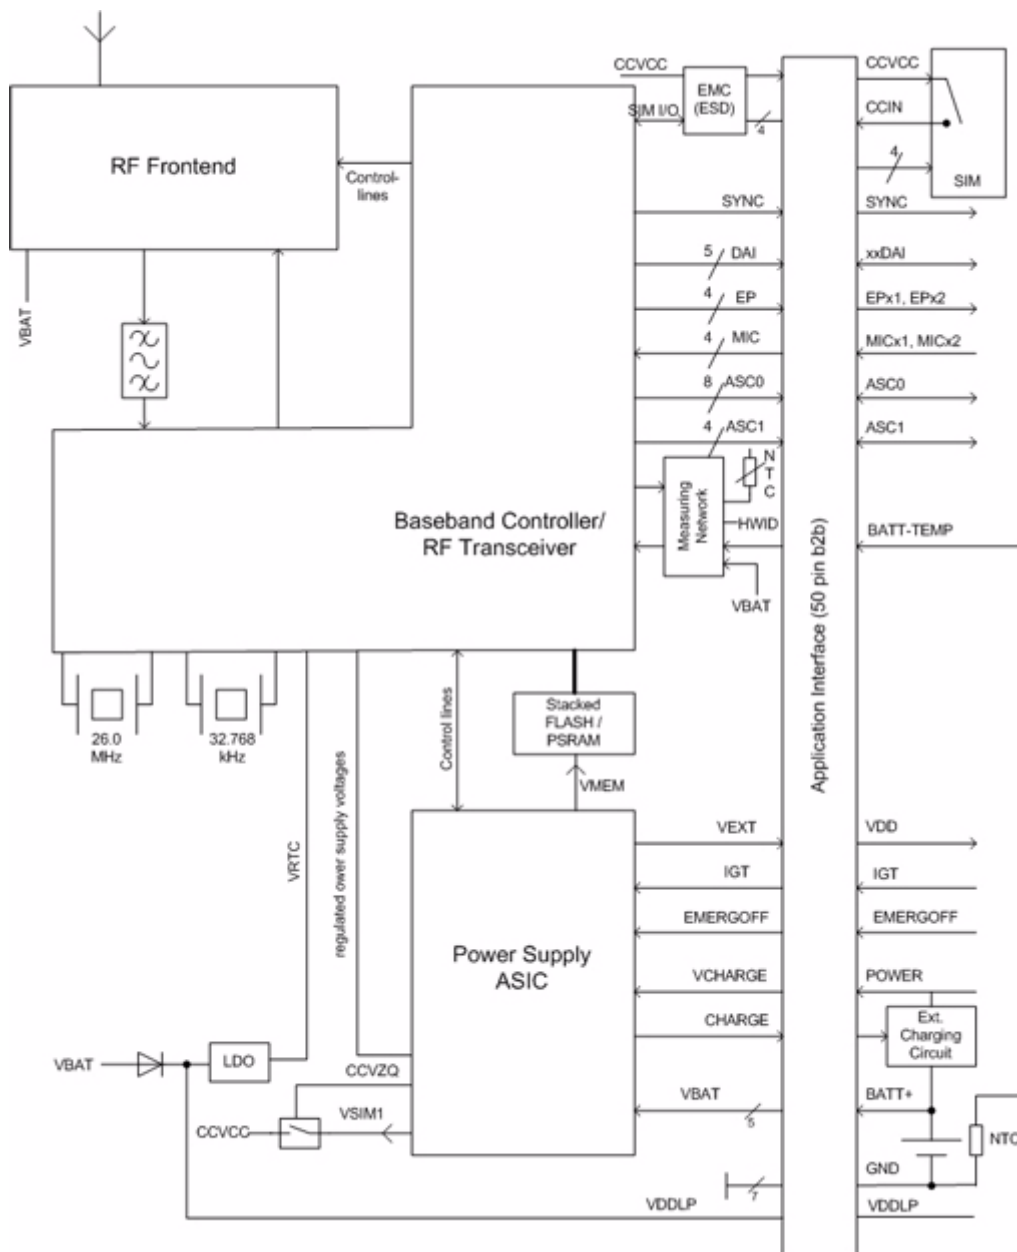 CCVCC
EMC
(ESD)
SIM I/O
4
CCVCC
CCIN
4
SIM
RF Frontend
Control-
lines
VBAT
SYNC
SYNC
5 DAI
xxDAI
4 EP
EPx1, EPx2
4 MIC
MICx1, MICx2
8 ASC0
ASC0
4 ASC1
ASC1
N
T
C
Measuring
Network
HWID
BATT-TEMP
VBAT
Baseband Controller/
RF Transceiver
Application Interface (50 pin b2b)
26.0
MHz
32.768
kHz
Control lines
Stacked
FLASH /
PSRAM
VMEM
VRTC
regulated ower supply voltages
Power Supply
ASIC
VEXT
VDD
IGT
IGT
EMERGOFF
EMERGOFF
VCHARGE
POWER
CHARGE
Ext.
Charging
Circuit
VBAT
LDO
CCVZQ
VSIM1
CCVCC
VBAT
5
BATT+
NTC
GND
7
VDDLP
VDDLP